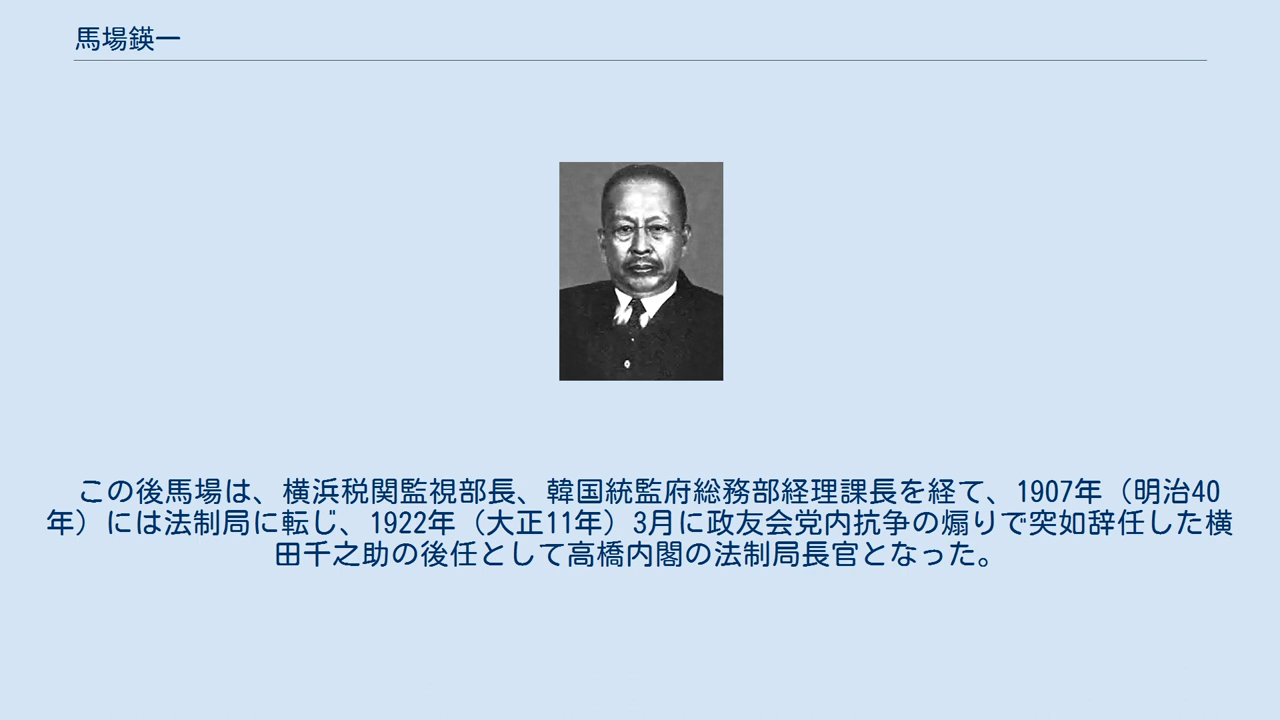 馬場鍈一
この後馬場は、横浜税関監視部長、韓国統監府総務部経理課長を経て、1907年（明治40
年）には法制局に転じ、1922年（大正11年）3月に政友会党内抗争の煽りで突如辞任した横
田千之助の後任として高橋内閣の法制局長官となった。